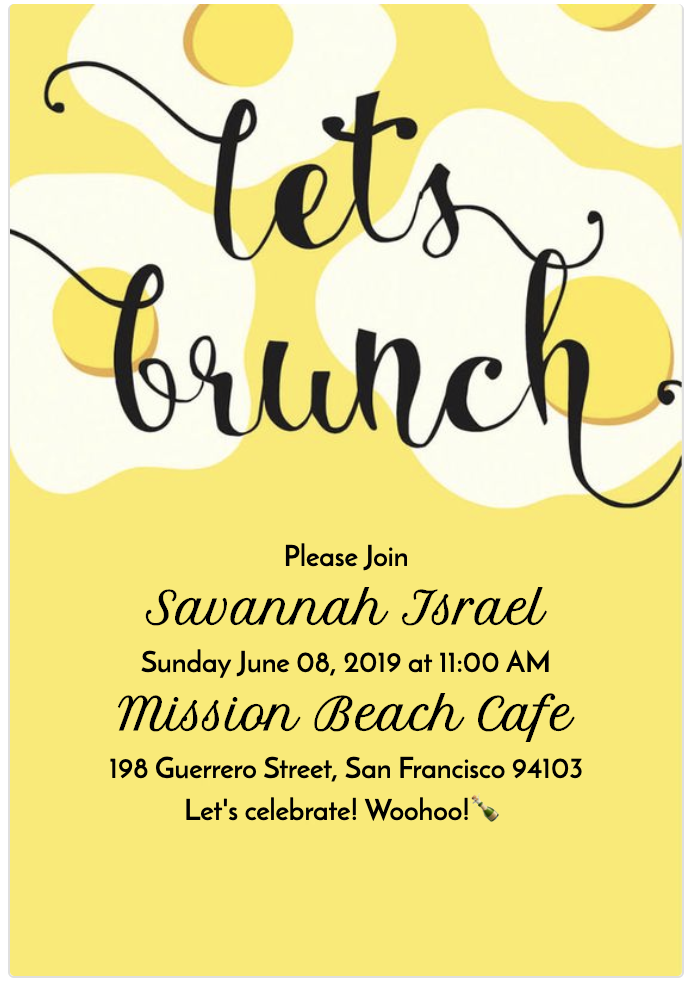 lets
brunch
Please Join
Savannah Israel
Sunday June 08, 2019 at 11:00 AM
Mission Beach Cafe
198 Guerrero Street, San Francisco 94103
Let's celebrate! Woohoo!🍾